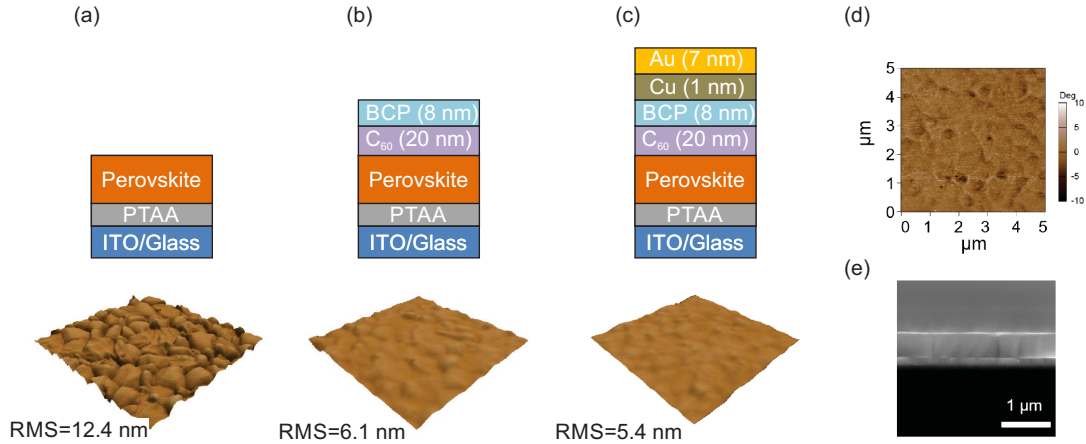 (a)
(b)
(c)
(d)
(e)
Perovskite
PTAA
ITO/Glass
RMS=12.4 nm
BCP (8 nm)
C₆₀ (20 nm)
Perovskite
PTAA
ITO/Glass
RMS=6.1 nm
Au (7 nm)
Cu (1 nm)
BCP (8 nm)
C₆₀ (20 nm)
Perovskite
PTAA
ITO/Glass
RMS=5.4 nm
5
4
3
2
1
0
µm
0 1 2 3 4 5
µm
Deg
10
5
0
-5
-10
1 µm